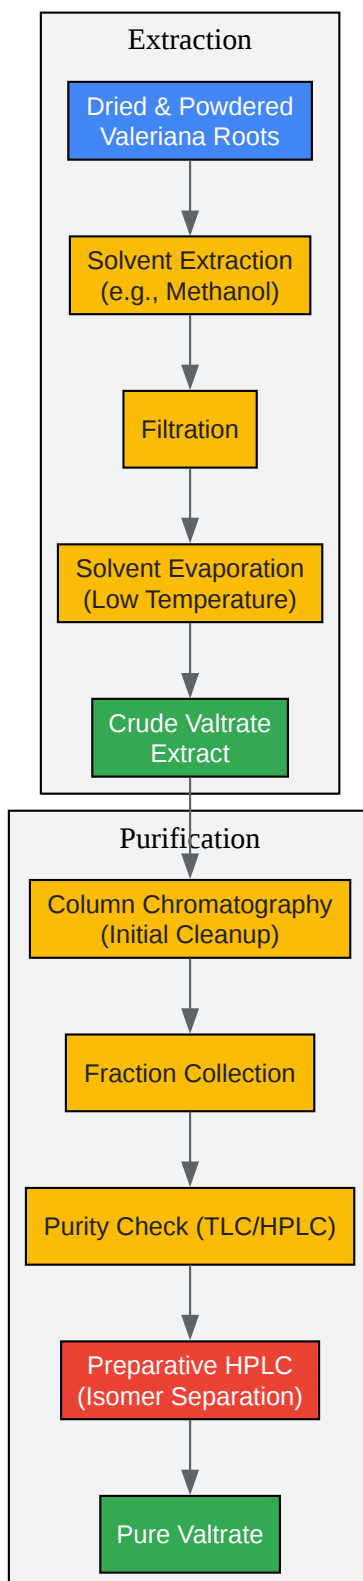 Extraction
Dried & Powdered
Valeriana Roots
Solvent Extraction
(e.g., Methanol)
Filtration
Solvent Evaporation
(Low Temperature)
Crude Valtrate
Extract
Purification
Column Chromatography
(Initial Cleanup)
Fraction Collection
Purity Check (TLC/HPLC)
Preparative HPLC
(Isomer Separation)
Pure Valtrate